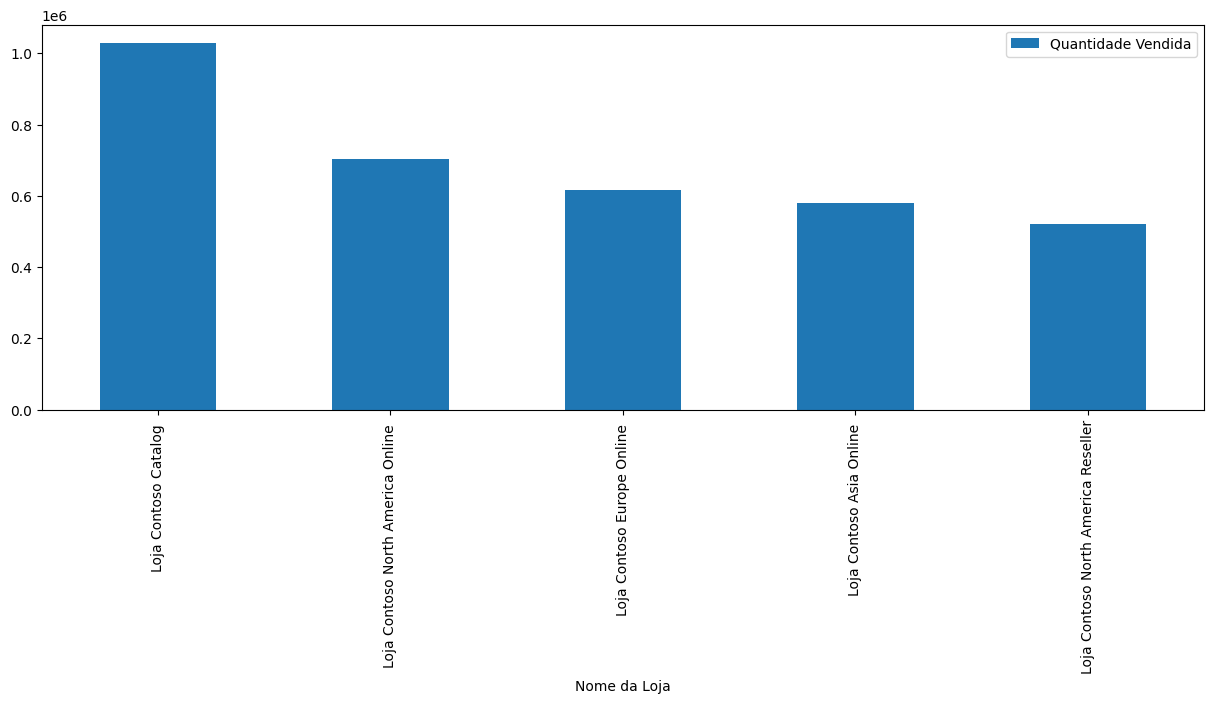 1e6
Quantidade Vendida
1.0
0.8
0.6
0.4
0.2
0.0
Loja Contoso Catalog
Loja Contoso North America Online
Loja Contoso Europe Online
Loja Contoso Asia Online
Loja Contoso North America Reseller
Nome da Loja